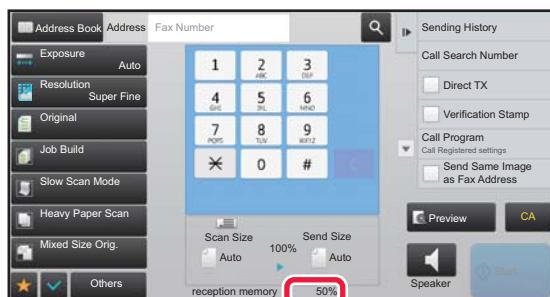 Address Book
Address
Fax Number
Exposure
Auto
Resolution
Super Fine
Original
Job Build
Slow Scan Mode
Heavy Paper Scan
Mixed Size Orig.
Others
1
2
ABC
3
DEF
4
GHI
5
JKL
6
MNO
7
PQRS
8
TUV
9
WXYZ
0
#
Scan Size
100%
Send Size
Auto
Auto
reception memory
50%
Sending History
Call Search Number
Direct TX
Verification Stamp
Call Program
Call Registered settings
Send Same Image
as Fax Address
Preview
CA
Speaker
Start